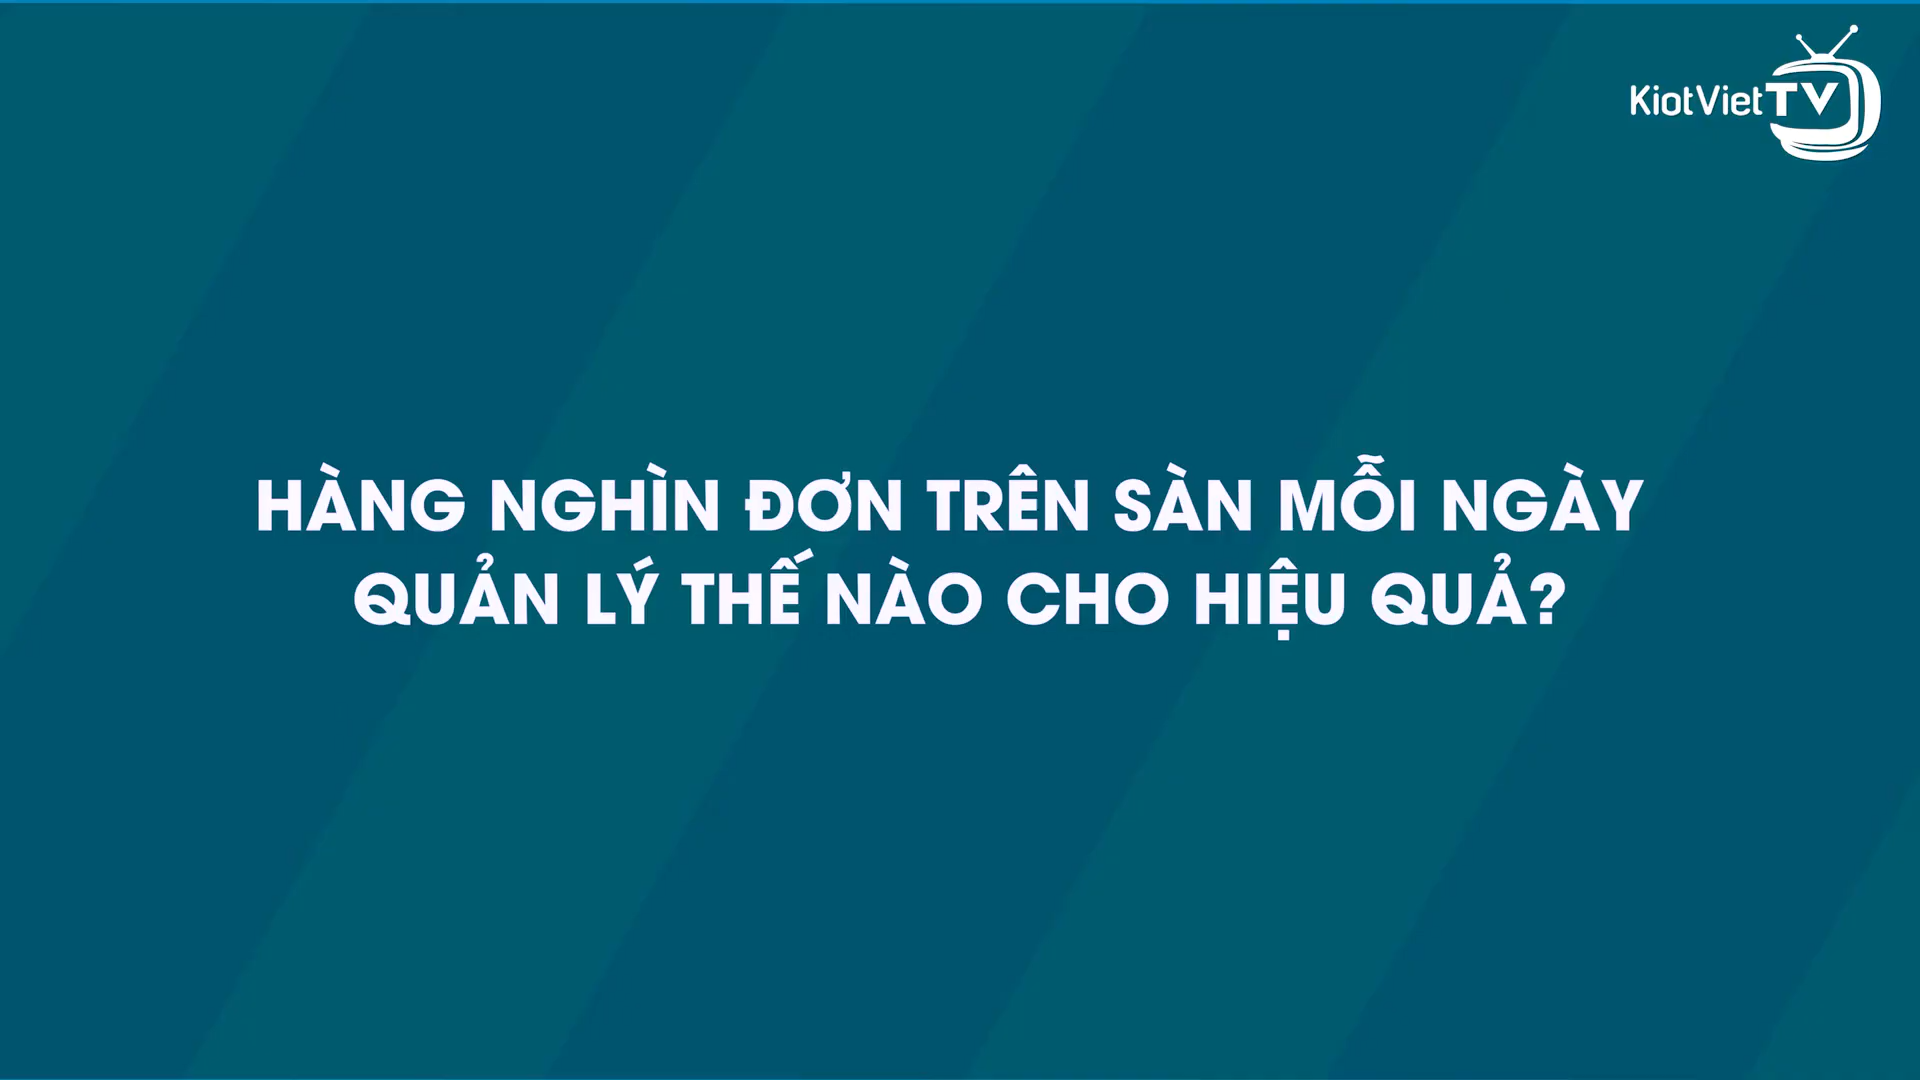 KiotViet TV
HÀNG NGHÌN ĐƠN TRÊN SÀN MỖI NGÀY
QUẢN LÝ THẾ NÀO CHO HIỆU QUẢ?